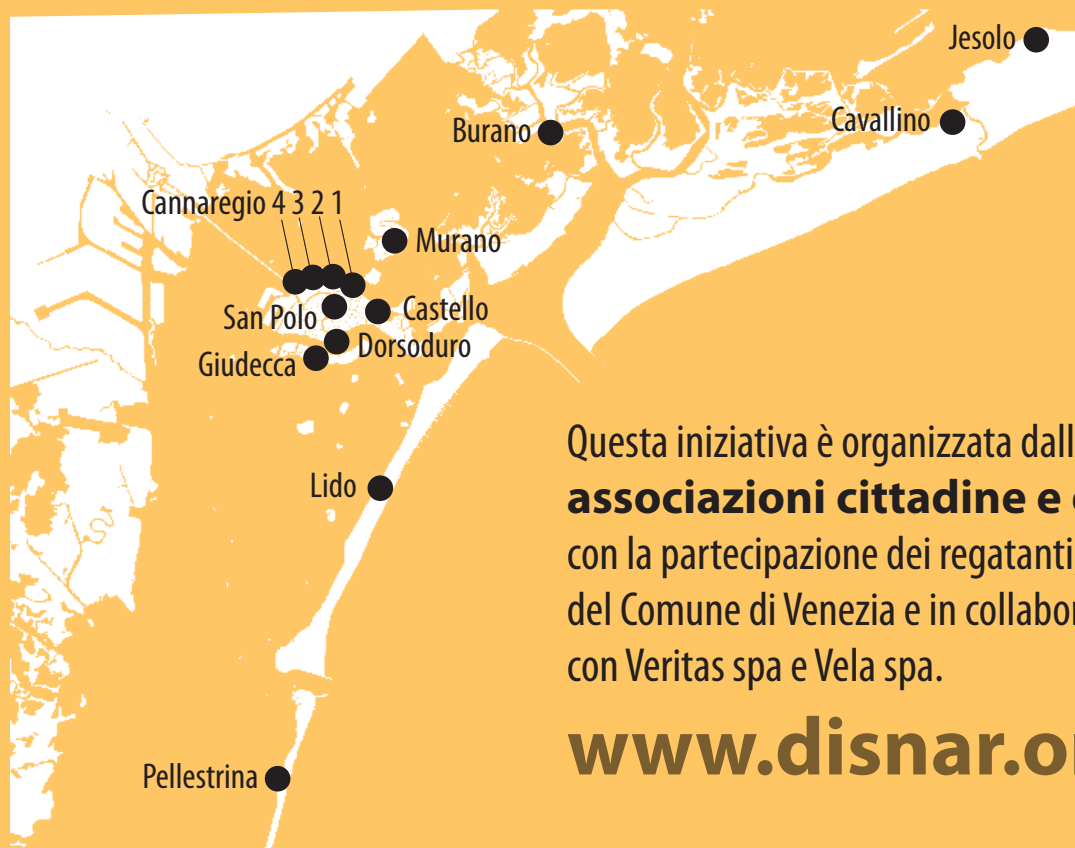 Jesolo
Cavallino
Burano
Cannaregio 4 3 2 1
Murano
San Polo
Castello
Dorsoduro
Giudecca
Lido
Questa iniziativa è organizzata dall
associazioni cittadine e
con la partecipazione dei regatanti
del Comune di Venezia e in collabor
con Veritas spa e Vela spa.
www.disnar.or
Pellestrina